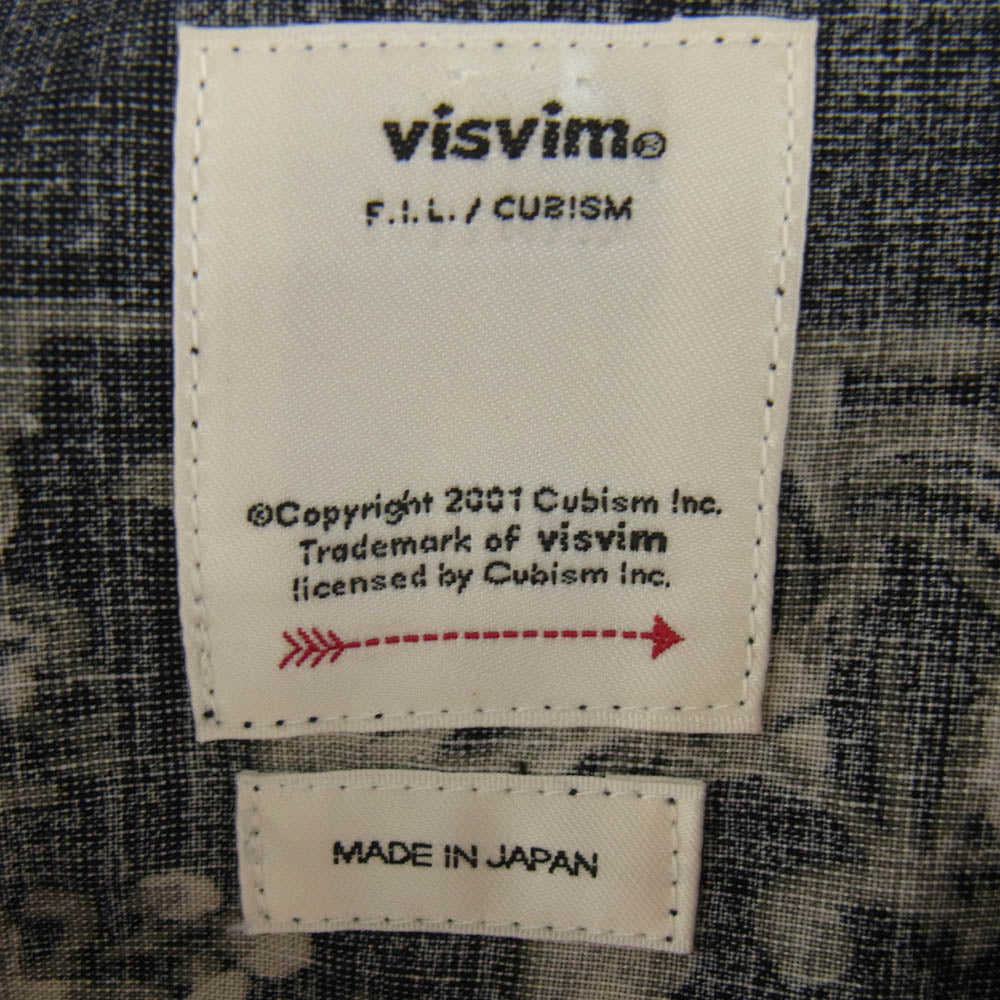 visvim®
F.I.L. / CUBISM
©Copyright 2001 Cubism Inc.
Trademark of visvim
licensed by Cubism Inc.
MADE IN JAPAN